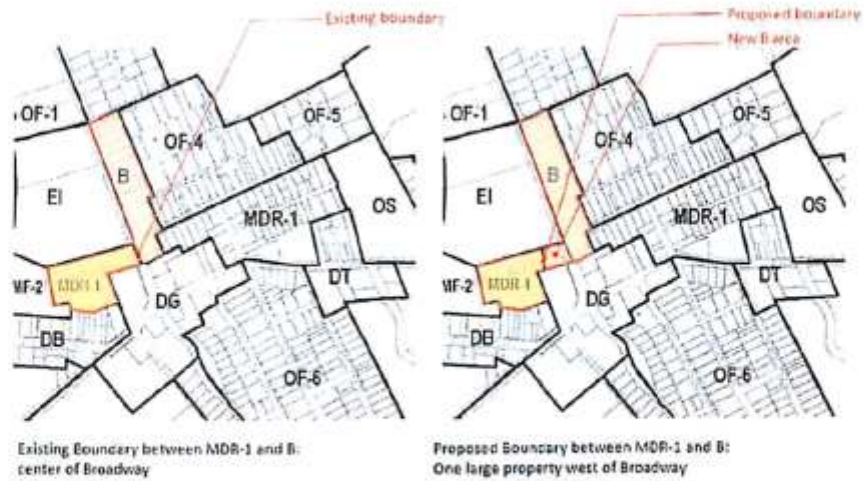 Existing boundary
OF-1
OF-4
OF-5
B
EI
MDR-1
OS
MF-2
MDR-1
DG
DT
DB
OF-6
Existing Boundary between MDR-1 and B:
center of Broadway
Proposed boundary
New B area
OF-1
OF-4
OF-5
B
EI
MDR-1
OS
MF-2
MDR-1
DG
DT
DB
OF-6
Proposed Boundary between MDR-1 and B:
One large property west of Broadway